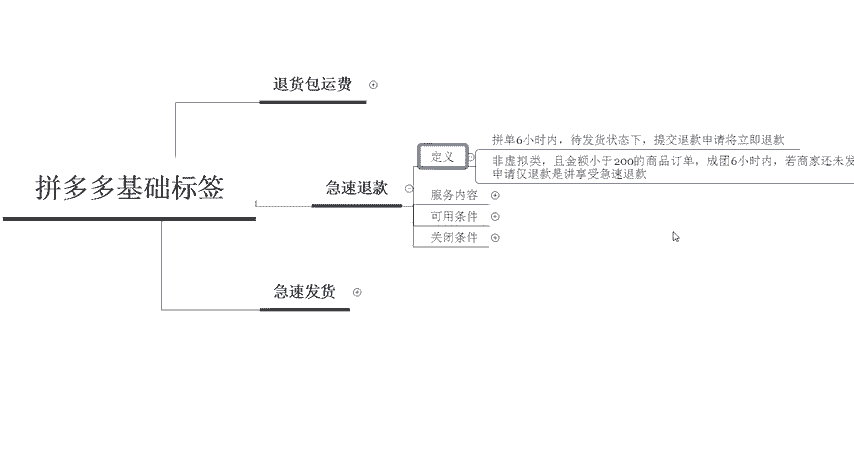 退货包运费
拼多多基础标签
急速退款
定义
拼单6小时内，待发货状态下，提交退款申请将立即退款
非虚拟类，且金额小于200的商品订单，成团6小时内，若商家还未发
申请仅退款是讲享受急速退款
服务内容
可用条件
关闭条件
急速发货